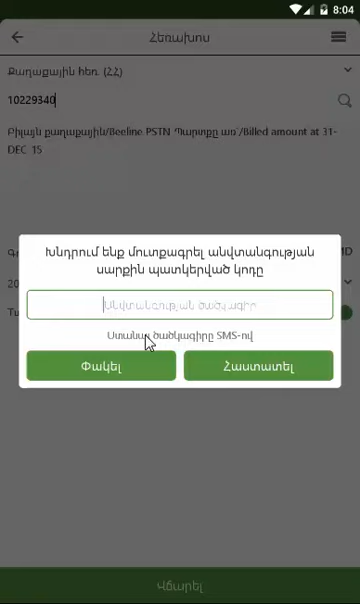 8:04
Հեռախոս
Քաղաքային հեռ. (ՀՀ)
10229340
Բիլայն քաղաքային/Beeline PSTN Պարտքը առ՝/Billed amount at 31-
DEC-15
Խնդրում ենք մուտքագրել անվտանգության
սարքին պատկերված կոդը
Անվտանգության ծածկագիր
Ստանալ ծածկագիրը SMS-ով
Փակել
Հաստատել
Վճարել